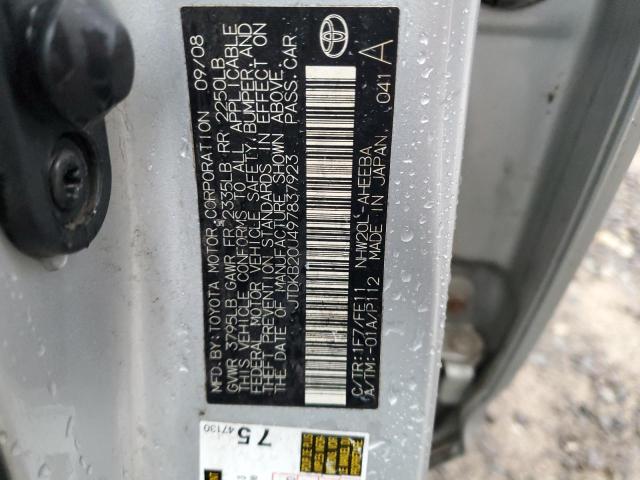 MFD. BY: TOYOTA MOTOR CORPORATION 09/08
GVWR 3795LB GAWR FR 2335LB RR 2250LB
THIS VEHICLE CONFORMS TO ALL APPLICABLE
FEDERAL MOTOR VEHICLE SAFETY, BUMPER, AND
THEFT PREVENTION STANDARDS IN EFFECT ON
THE DATE OF MANUFACTURE SHOWN ABOVE.
JTDKB20U497837923 PASS. CAR
C/TR: 1F7/FE11 NHW20L-AHEEBA
A/TM: -01A/P112 MADE IN JAPAN. 041
A
75 47130